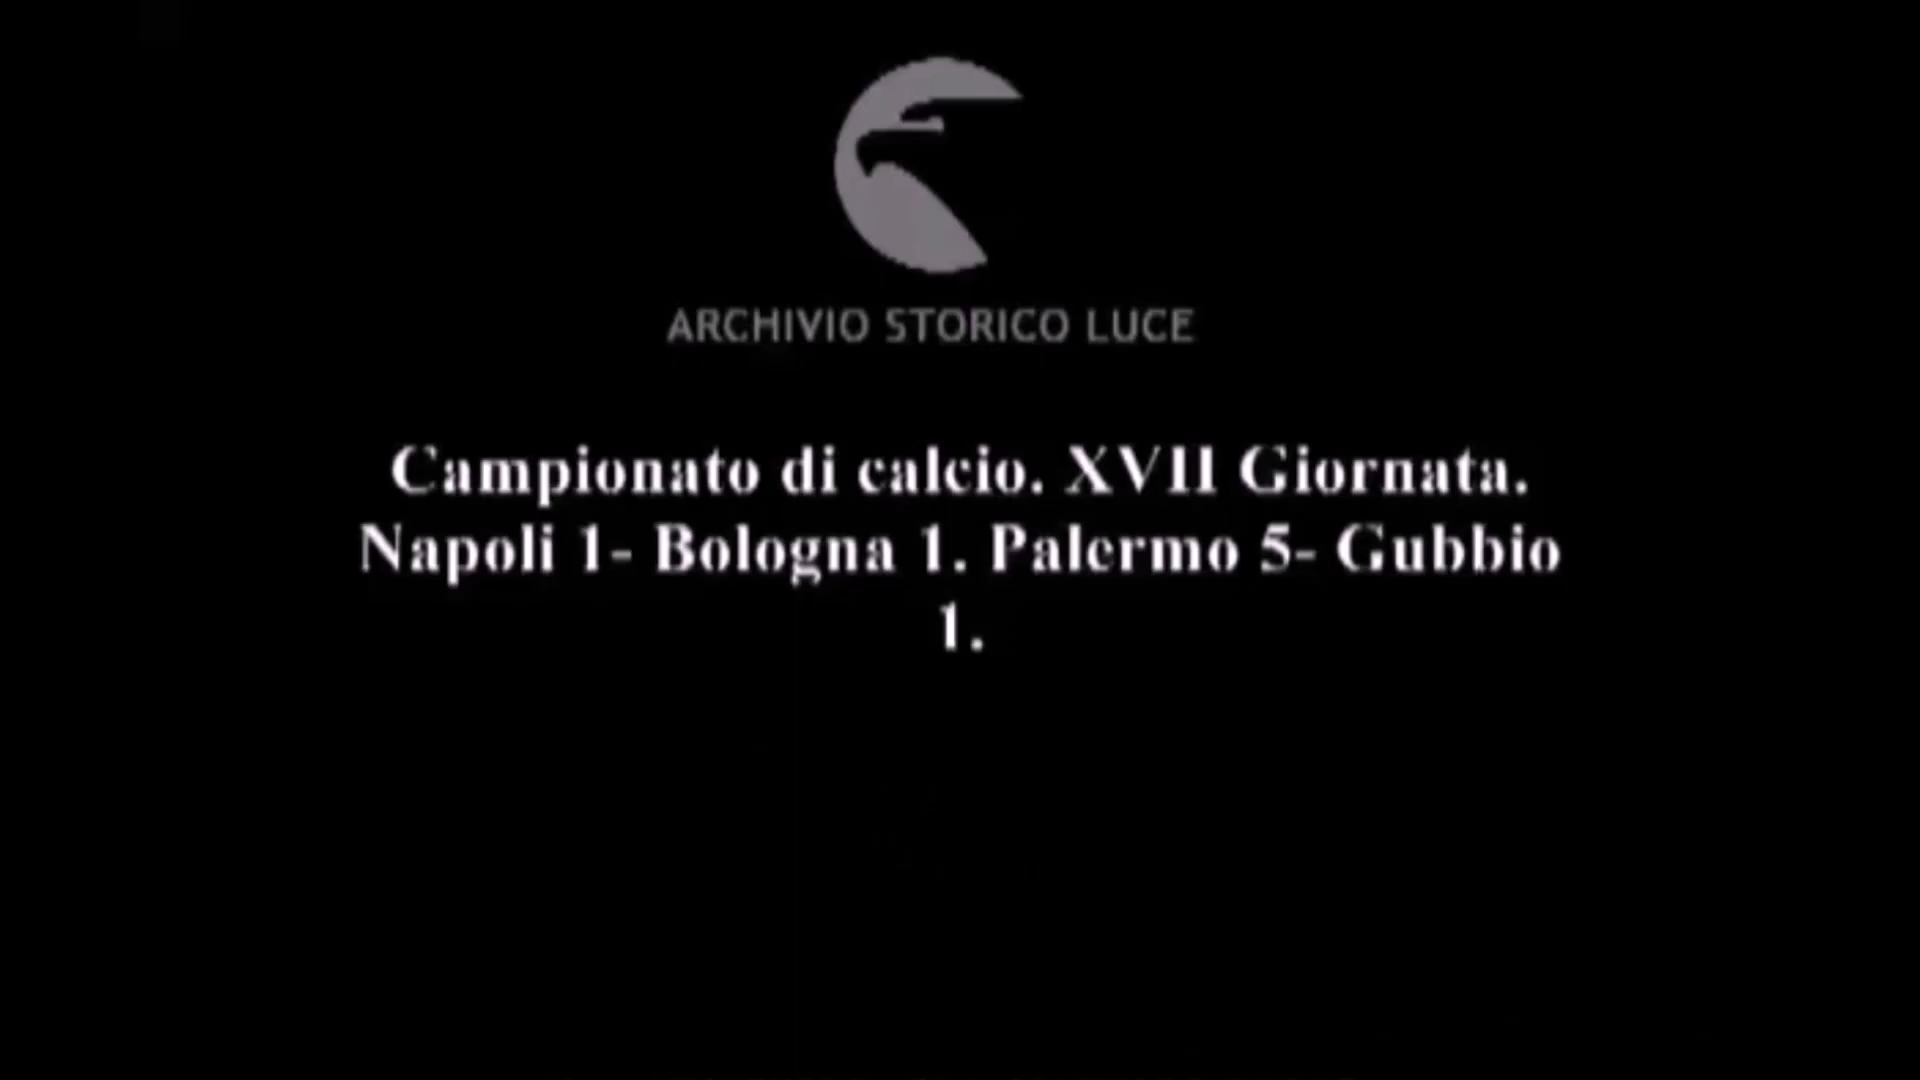 ARCHIVIO STORICO LUCE
Campionato di calcio. XVII Giornata.
Napoli 1- Bologna 1. Palermo 5- Gubbio
1.